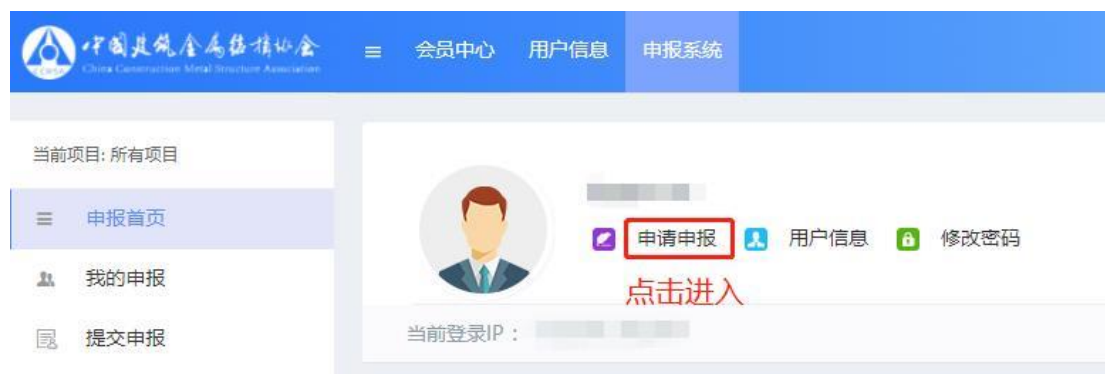 中国建筑金属结构协会
China Construction Metal Structure Association
CCMSA
会员中心 用户信息 申报系统
当前项目: 所有项目
申报首页
我的申报
提交申报
申请申报 用户信息 修改密码
点击进入
当前登录IP：